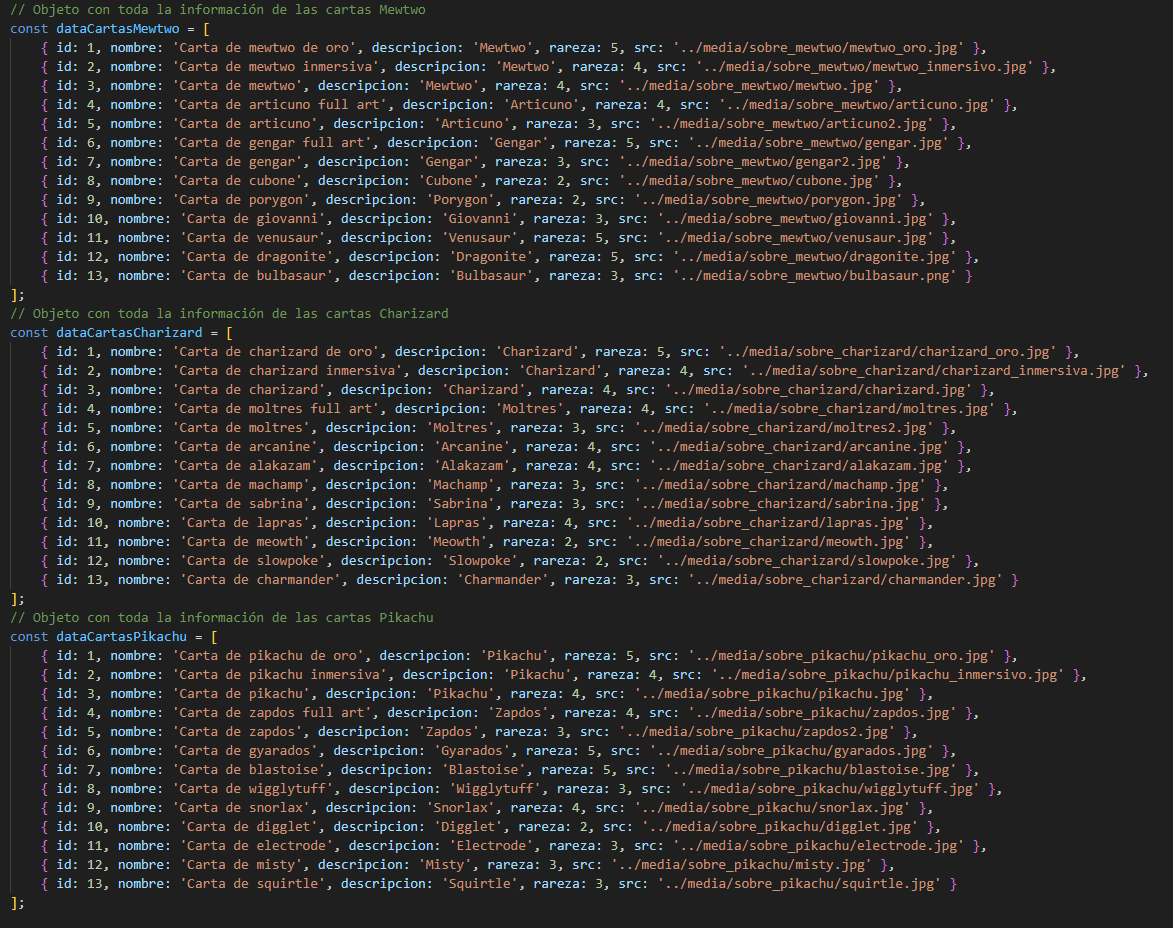 // Objeto con toda la información de las cartas Mewtwo
const dataCartasMewtwo = [
    { id: 1, nombre: 'Carta de mewtwo de oro', descripcion: 'Mewtwo', rareza: 5, src: '../media/sobre_mewtwo/mewtwo_oro.jpg' },
    { id: 2, nombre: 'Carta de mewtwo inmersiva', descripcion: 'Mewtwo', rareza: 4, src: '../media/sobre_mewtwo/mewtwo_inmersivo.jpg' },
    { id: 3, nombre: 'Carta de mewtwo', descripcion: 'Mewtwo', rareza: 4, src: '../media/sobre_mewtwo/mewtwo.jpg' },
    { id: 4, nombre: 'Carta de articuno full art', descripcion: 'Articuno', rareza: 4, src: '../media/sobre_mewtwo/articuno.jpg' },
    { id: 5, nombre: 'Carta de articuno', descripcion: 'Articuno', rareza: 3, src: '../media/sobre_mewtwo/articuno2.jpg' },
    { id: 6, nombre: 'Carta de gengar full art', descripcion: 'Gengar', rareza: 5, src: '../media/sobre_mewtwo/gengar.jpg' },
    { id: 7, nombre: 'Carta de gengar', descripcion: 'Gengar', rareza: 3, src: '../media/sobre_mewtwo/gengar2.jpg' },
    { id: 8, nombre: 'Carta de cubone', descripcion: 'Cubone', rareza: 2, src: '../media/sobre_mewtwo/cubone.jpg' },
    { id: 9, nombre: 'Carta de porygon', descripcion: 'Porygon', rareza: 2, src: '../media/sobre_mewtwo/porygon.jpg' },
    { id: 10, nombre: 'Carta de giovanni', descripcion: 'Giovanni', rareza: 3, src: '../media/sobre_mewtwo/giovanni.jpg' },
    { id: 11, nombre: 'Carta de venusaur', descripcion: 'Venusaur', rareza: 5, src: '../media/sobre_mewtwo/venusaur.jpg' },
    { id: 12, nombre: 'Carta de dragonite', descripcion: 'Dragonite', rareza: 5, src: '../media/sobre_mewtwo/dragonite.jpg' },
    { id: 13, nombre: 'Carta de bulbasaur', descripcion: 'Bulbasaur', rareza: 3, src: '../media/sobre_mewtwo/bulbasaur.png' }
];
// Objeto con toda la información de las cartas Charizard
const dataCartasCharizard = [
    { id: 1, nombre: 'Carta de charizard de oro', descripcion: 'Charizard', rareza: 5, src: '../media/sobre_charizard/charizard_oro.jpg' },
    { id: 2, nombre: 'Carta de charizard inmersiva', descripcion: 'Charizard', rareza: 4, src: '../media/sobre_charizard/charizard_inmersiva.jpg' },
    { id: 3, nombre: 'Carta de charizard', descripcion: 'Charizard', rareza: 4, src: '../media/sobre_charizard/charizard.jpg' },
    { id: 4, nombre: 'Carta de moltres full art', descripcion: 'Moltres', rareza: 4, src: '../media/sobre_charizard/moltres.jpg' },
    { id: 5, nombre: 'Carta de moltres', descripcion: 'Moltres', rareza: 3, src: '../media/sobre_charizard/moltres2.jpg' },
    { id: 6, nombre: 'Carta de arcanine', descripcion: 'Arcanine', rareza: 4, src: '../media/sobre_charizard/arcanine.jpg' },
    { id: 7, nombre: 'Carta de alakazam', descripcion: 'Alakazam', rareza: 4, src: '../media/sobre_charizard/alakazam.jpg' },
    { id: 8, nombre: 'Carta de machamp', descripcion: 'Machamp', rareza: 3, src: '../media/sobre_charizard/machamp.jpg' },
    { id: 9, nombre: 'Carta de sabrina', descripcion: 'Sabrina', rareza: 3, src: '../media/sobre_charizard/sabrina.jpg' },
    { id: 10, nombre: 'Carta de lapras', descripcion: 'Lapras', rareza: 4, src: '../media/sobre_charizard/lapras.jpg' },
    { id: 11, nombre: 'Carta de meowth', descripcion: 'Meowth', rareza: 2, src: '../media/sobre_charizard/meowth.jpg' },
    { id: 12, nombre: 'Carta de slowpoke', descripcion: 'Slowpoke', rareza: 2, src: '../media/sobre_charizard/slowpoke.jpg' },
    { id: 13, nombre: 'Carta de charmander', descripcion: 'Charmander', rareza: 3, src: '../media/sobre_charizard/charmander.jpg' }
];
// Objeto con toda la información de las cartas Pikachu
const dataCartasPikachu = [
    { id: 1, nombre: 'Carta de pikachu de oro', descripcion: 'Pikachu', rareza: 5, src: '../media/sobre_pikachu/pikachu_oro.jpg' },
    { id: 2, nombre: 'Carta de pikachu inmersiva', descripcion: 'Pikachu', rareza: 4, src: '../media/sobre_pikachu/pikachu_inmersivo.jpg' },
    { id: 3, nombre: 'Carta de pikachu', descripcion: 'Pikachu', rareza: 4, src: '../media/sobre_pikachu/pikachu.jpg' },
    { id: 4, nombre: 'Carta de zapdos full art', descripcion: 'Zapdos', rareza: 4, src: '../media/sobre_pikachu/zapdos.jpg' },
    { id: 5, nombre: 'Carta de zapdos', descripcion: 'Zapdos', rareza: 3, src: '../media/sobre_pikachu/zapdos2.jpg' },
    { id: 6, nombre: 'Carta de gyarados', descripcion: 'Gyarados', rareza: 5, src: '../media/sobre_pikachu/gyarados.jpg' },
    { id: 7, nombre: 'Carta de blastoise', descripcion: 'Blastoise', rareza: 5, src: '../media/sobre_pikachu/blastoise.jpg' },
    { id: 8, nombre: 'Carta de wigglytuff', descripcion: 'Wigglytuff', rareza: 3, src: '../media/sobre_pikachu/wigglytuff.jpg' },
    { id: 9, nombre: 'Carta de snorlax', descripcion: 'Snorlax', rareza: 4, src: '../media/sobre_pikachu/snorlax.jpg' },
    { id: 10, nombre: 'Carta de digglet', descripcion: 'Digglet', rareza: 2, src: '../media/sobre_pikachu/digglet.jpg' },
    { id: 11, nombre: 'Carta de electrode', descripcion: 'Electrode', rareza: 3, src: '../media/sobre_pikachu/electrode.jpg' },
    { id: 12, nombre: 'Carta de misty', descripcion: 'Misty', rareza: 3, src: '../media/sobre_pikachu/misty.jpg' },
    { id: 13, nombre: 'Carta de squirtle', descripcion: 'Squirtle', rareza: 3, src: '../media/sobre_pikachu/squirtle.jpg' }
];